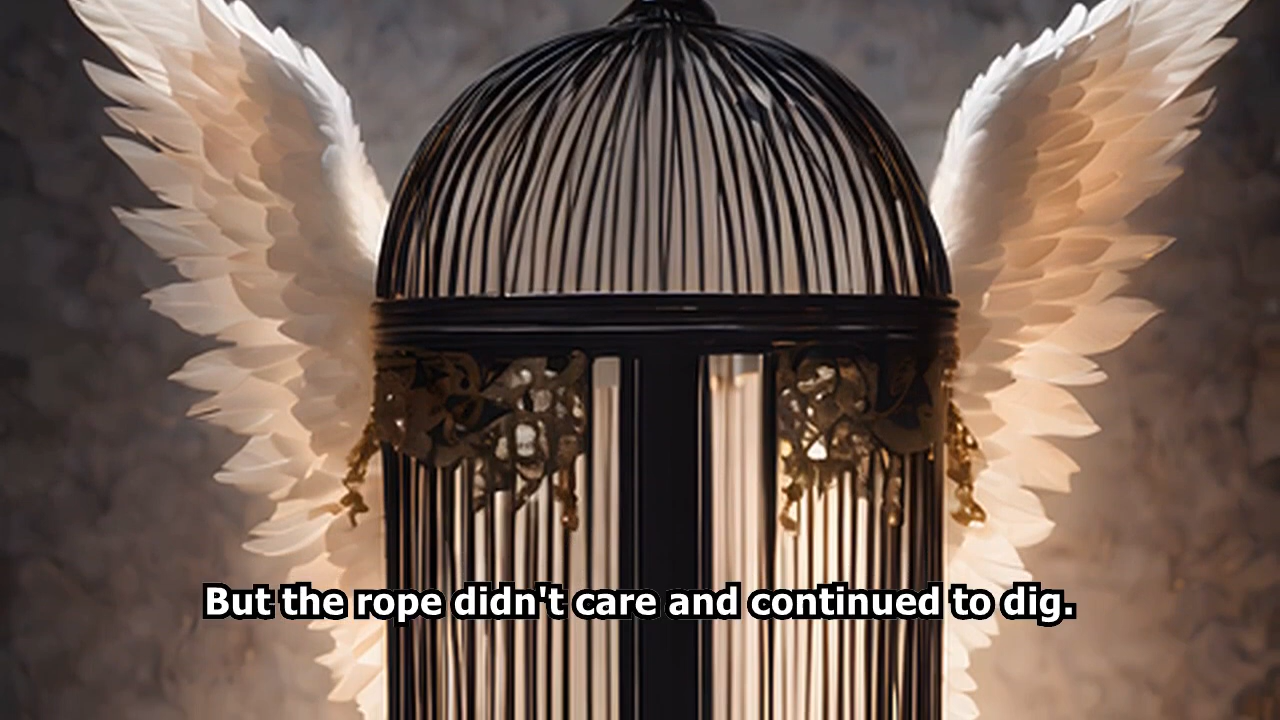 But the rope didn't care and continued to dig.